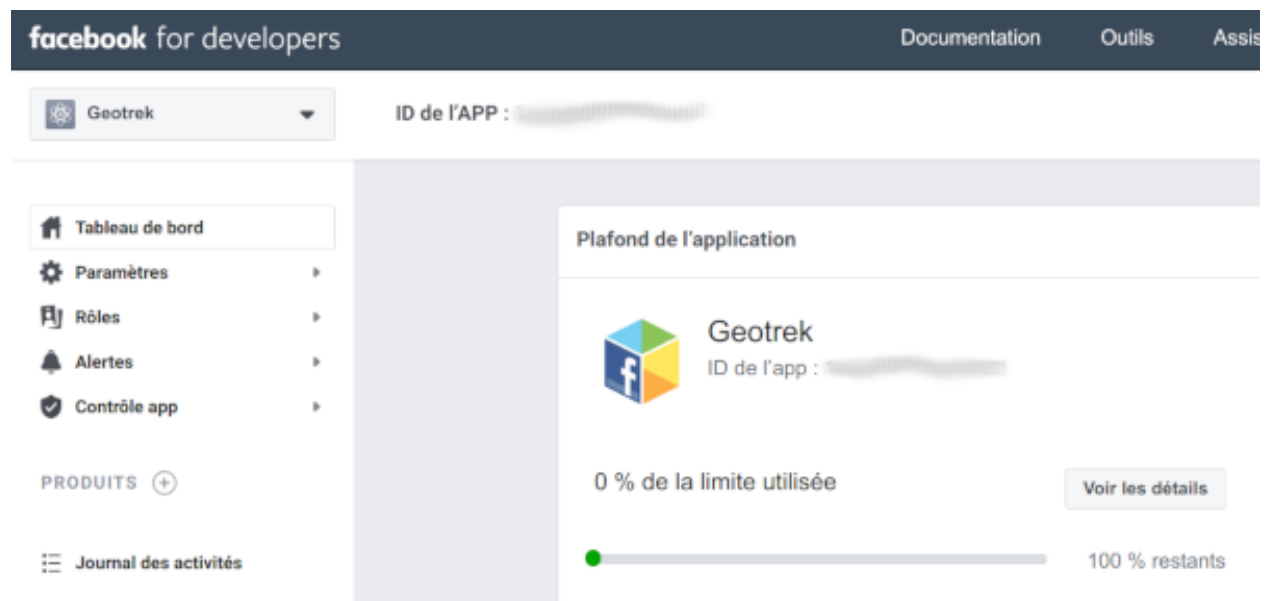 facebook for developers
Documentation
Outils
Geotrek
ID de l'APP :
Tableau de bord
Paramètres
Rôles
Alertes
Contrôle app
PRODUITS
Journal des activités
Plafond de l'application
Geotrek
ID de l'app :
0 % de la limite utilisée
Voir les détails
100 % restants